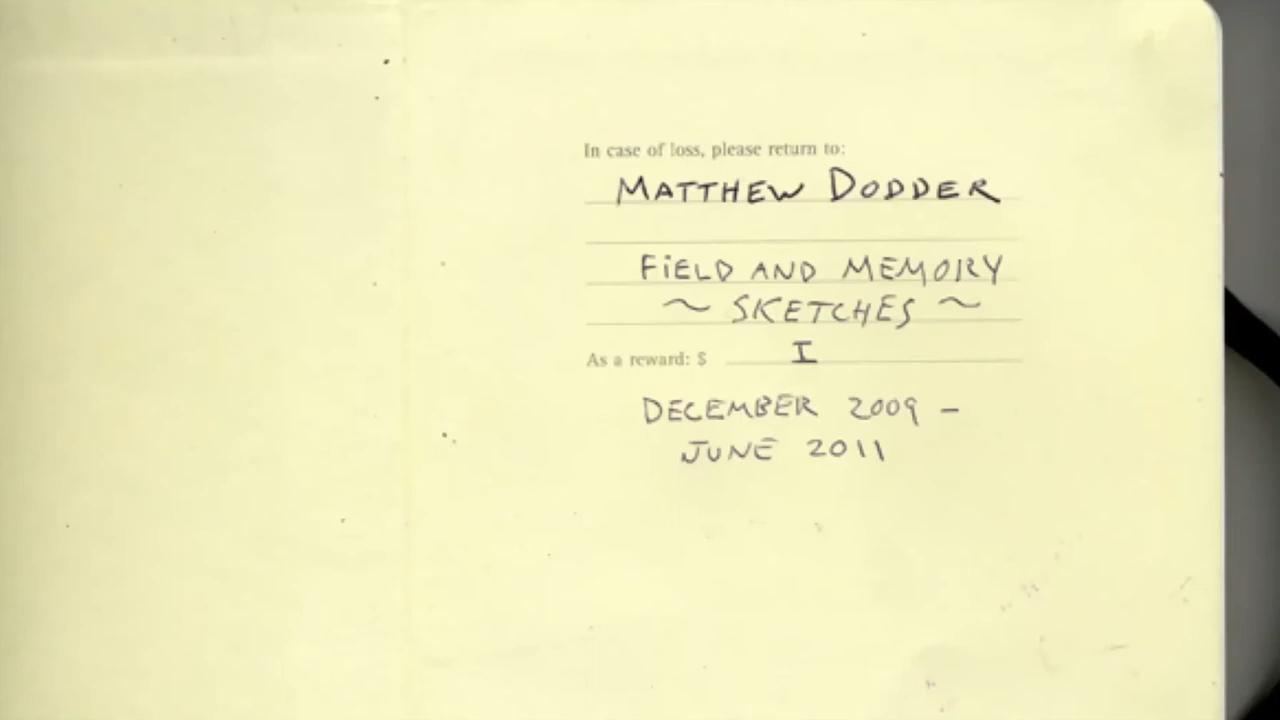 In case of loss, please return to:
MATTHEW DODDER
FIELD AND MEMORY
~ SKETCHES ~
As a reward: $ I
DECEMBER 2009 –
JUNE 2011